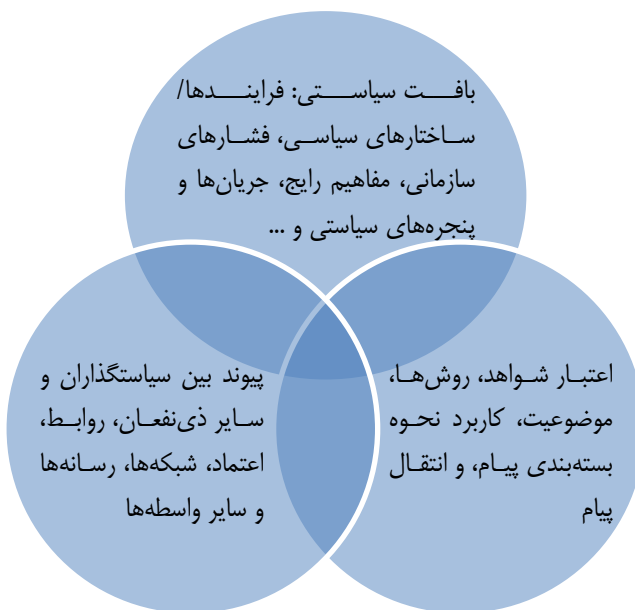 بافت سیاستی: فرایندها/
ساختارهای سیاسی، فشارهای
سازمانی، مفاهیم رایج، جریان‌ها و
پنجره‌های سیاستی و ...
اعتبار شواهد، روش‌ها،
موضوعیت، کاربرد نحوه
بسته‌بندی پیام، و انتقال
پیام
پیوند بین سیاستگذاران و
سایر ذی‌نفعان، روابط،
اعتماد، شبکه‌ها، رسانه‌ها
و سایر واسطه‌ها